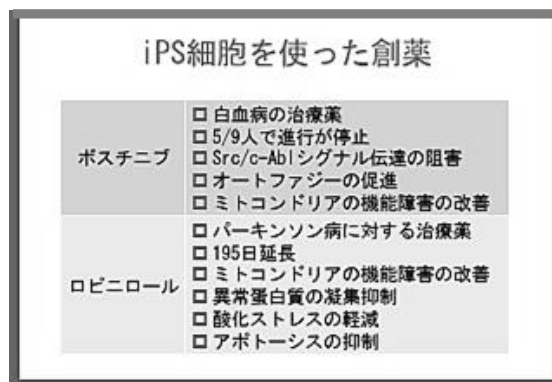 iPS細胞を使った創薬
ボスチニブ
□ 白血病の治療薬
□ 5/9人で進行が停止
□ Src/c-Ablシグナル伝達の阻害
□ オートファジーの促進
□ ミトコンドリアの機能障害の改善
ロピニロール
□ パーキンソン病に対する治療薬
□ 195日延長
□ ミトコンドリアの機能障害の改善
□ 異常蛋白質の凝集抑制
□ 酸化ストレスの軽減
□ アポトーシスの抑制